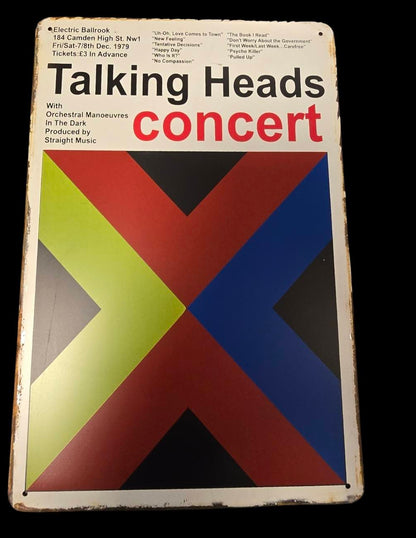 Electric Ballrook
184 Camden High St. Nw1
Fri/Sat-7/8th Dec. 1979
Tickets:£3 In Advance
"Uh-Oh, Love Comes to Town"
"New Feeling"
"Tentative Decisions"
"Happy Day"
"Who Is It?"
"No Compassion"
"The Book I Read"
"Don't Worry About the Government"
"First Week/Last Week...Carefree"
"Psycho Killer"
"Pulled Up"
Talking Heads
concert
With
Orchestral Manoeuvres
In The Dark
Produced by
Straight Music